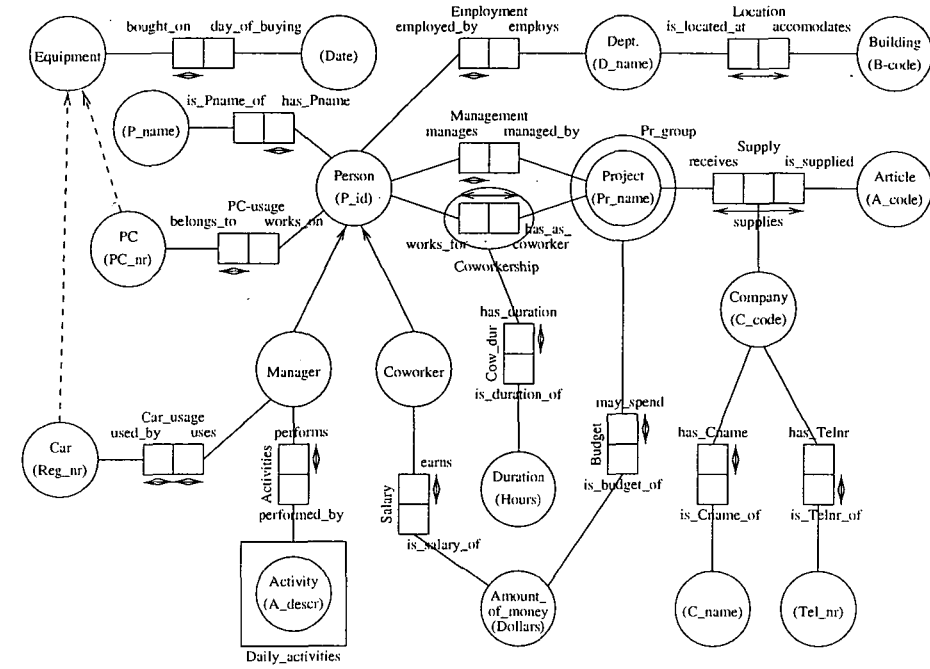 Employment
Location
bought_on
day_of_buying
employed_by
employs
is_located_at
accomodates
Equipment
(Date)
Dept.
(D_name)
Building
(B-code)
is_Pname_of
has_Pname
(P_name)
Management
manages
managed_by
Pr_group
Supply
receives
is_supplied
Person
(P_id)
Project
(Pr_name)
Article
(A_code)
PC
(PC_nr)
PC-usage
belongs_to
works_on
works_for
has_as_
coworker
Coworkership
supplies
Company
(C_code)
has_duration
Cow_dur
is_duration_of
Manager
Coworker
Car_usage
used_by
uses
Car
(Reg_nr)
performs
Activities
performed_by
earns
Salary
is_salary_of
Duration
(Hours)
may_spend
Budget
is_budget_of
has_Cname
is_Cname_of
has_Telnr
is_Telnr_of
Activity
(A_descr)
Daily_activities
Amount_
of_money
(Dollars)
(C_name)
(Tel_nr)